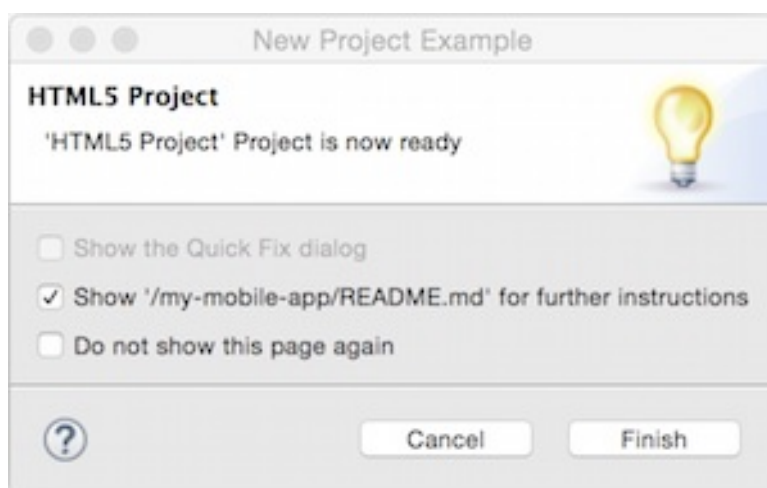 New Project Example
HTML5 Project
'HTML5 Project' Project is now ready
Show the Quick Fix dialog
Show '/my-mobile-app/README.md' for further instructions
Do not show this page again
?
Cancel
Finish